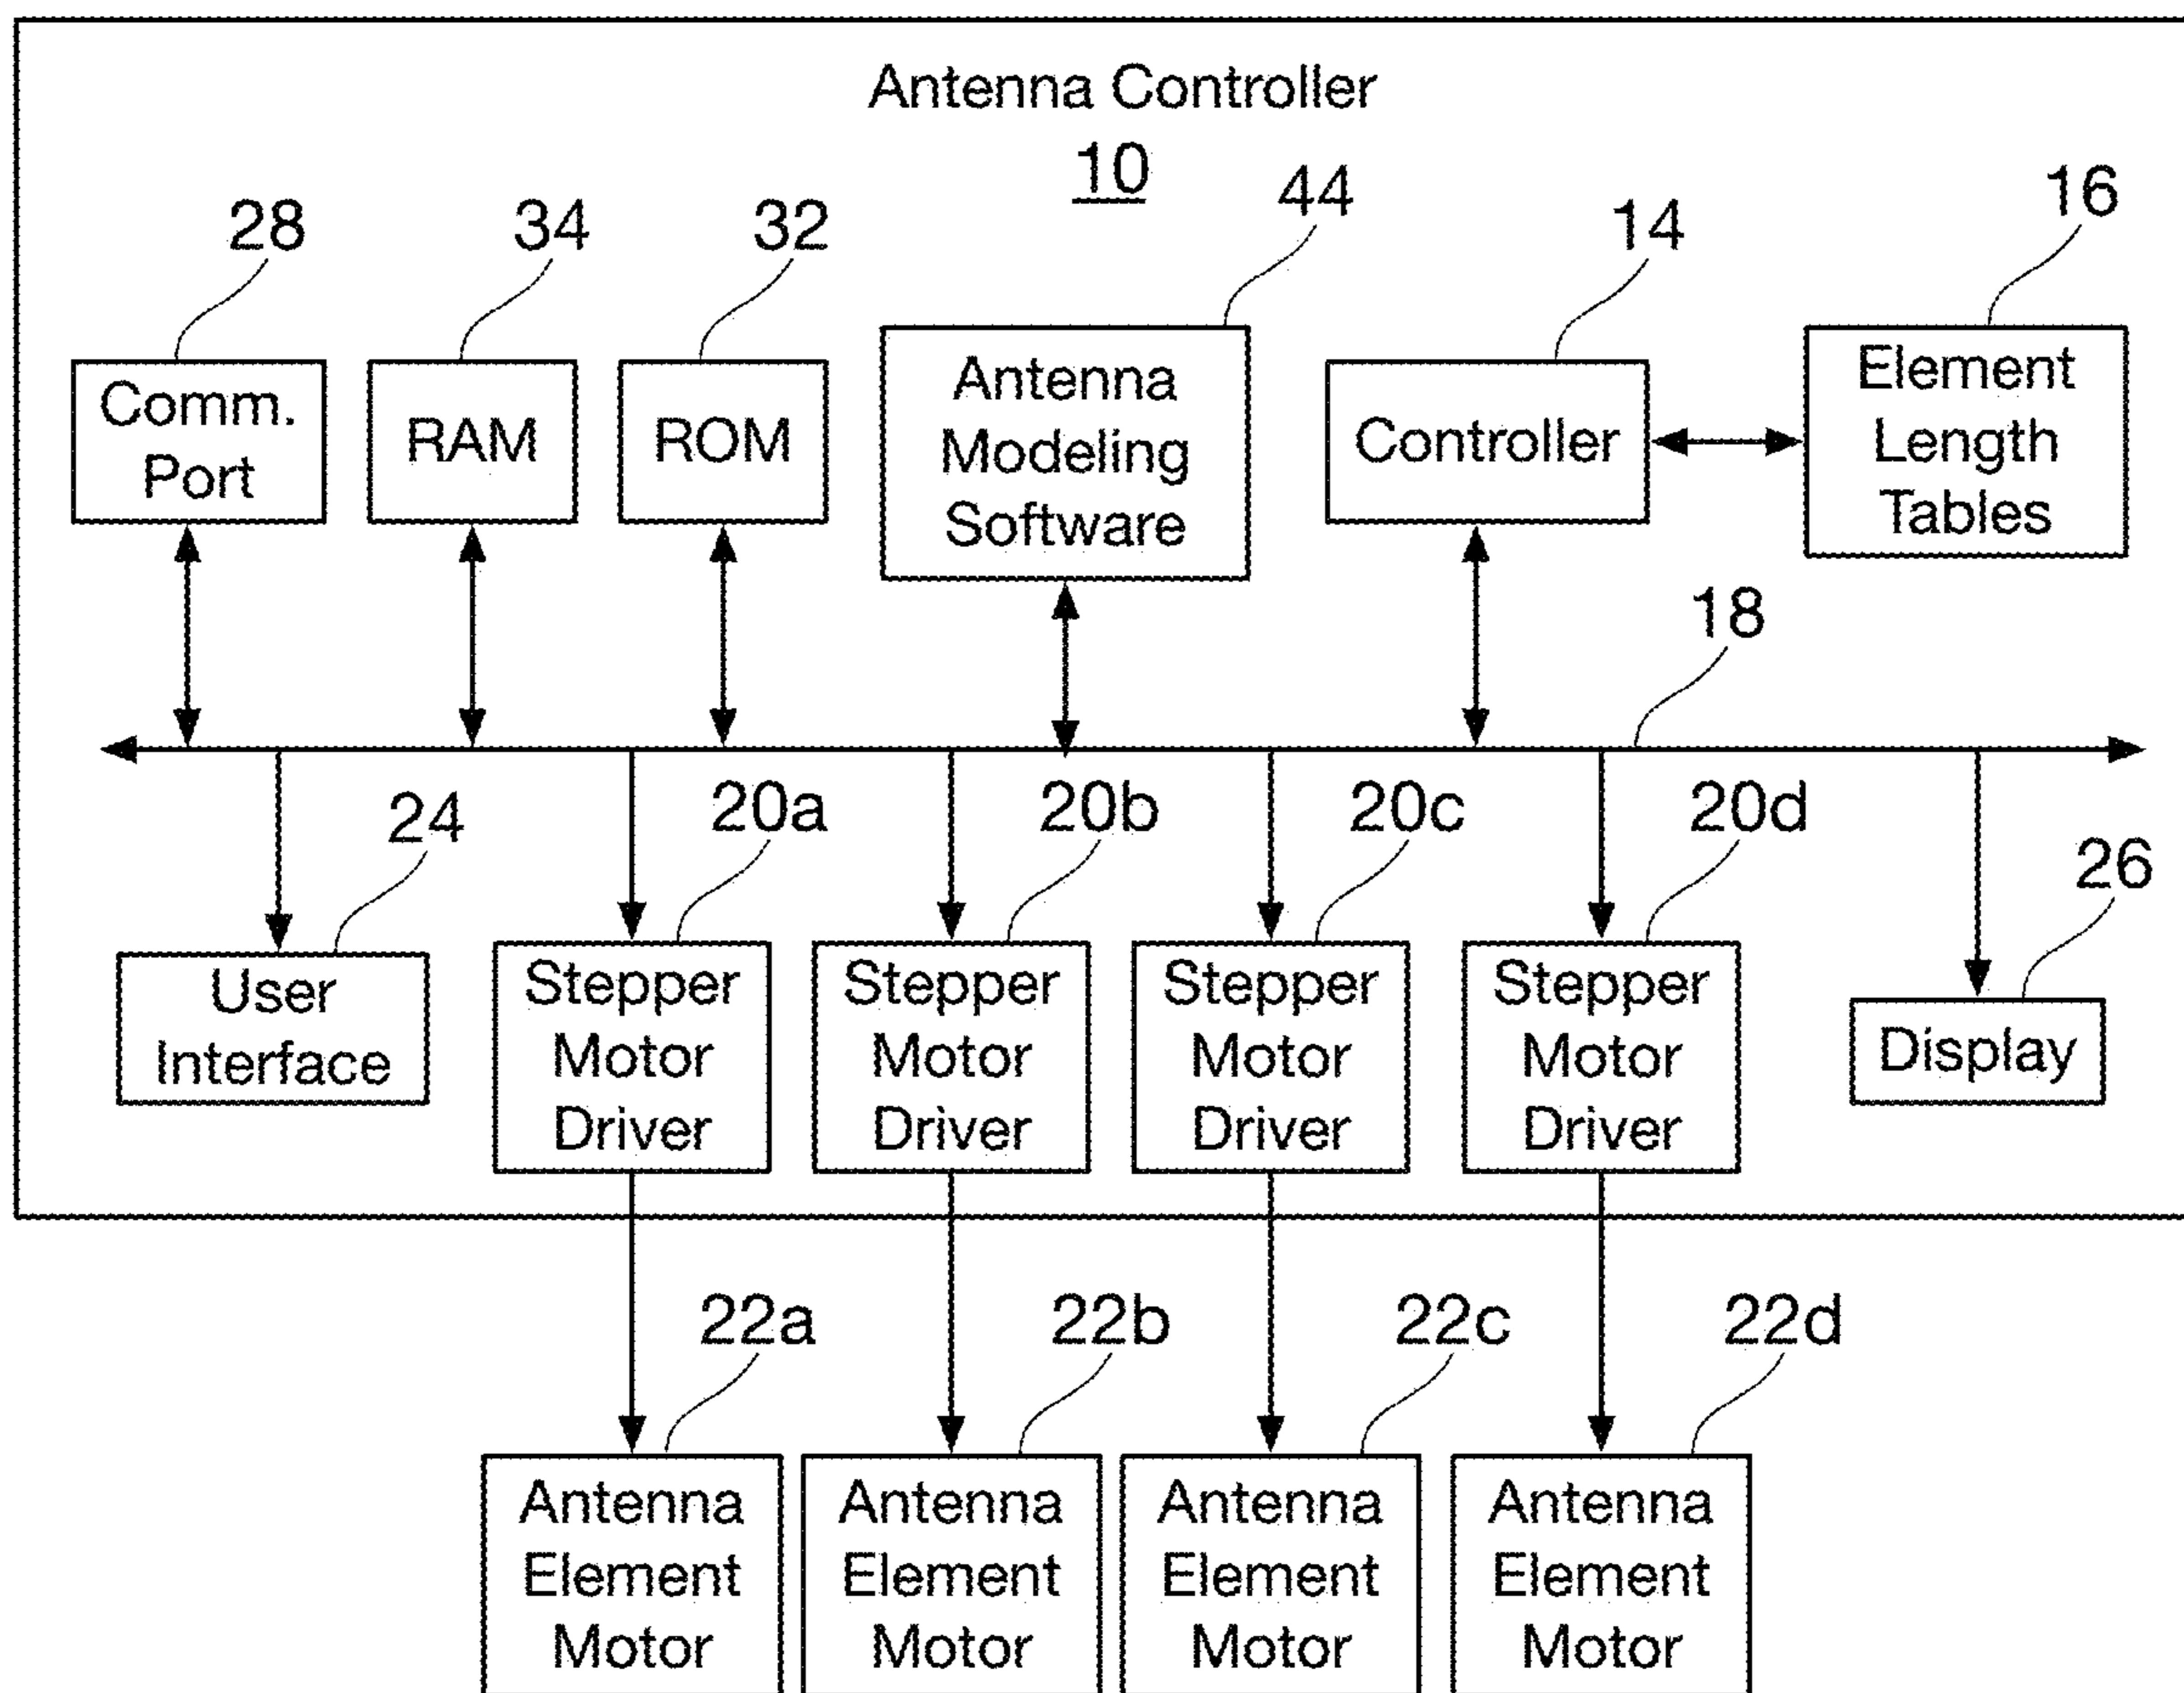 Antenna Controller
10
28
34
32
44
14
16
Comm.
Port
RAM
ROM
Antenna
Modeling
Software
Controller
Element
Length
Tables
18
24
20a
20b
20c
20d
26
User
Interface
Stepper
Motor
Driver
Stepper
Motor
Driver
Stepper
Motor
Driver
Stepper
Motor
Driver
Display
22a
22b
22c
22d
Antenna
Element
Motor
Antenna
Element
Motor
Antenna
Element
Motor
Antenna
Element
Motor